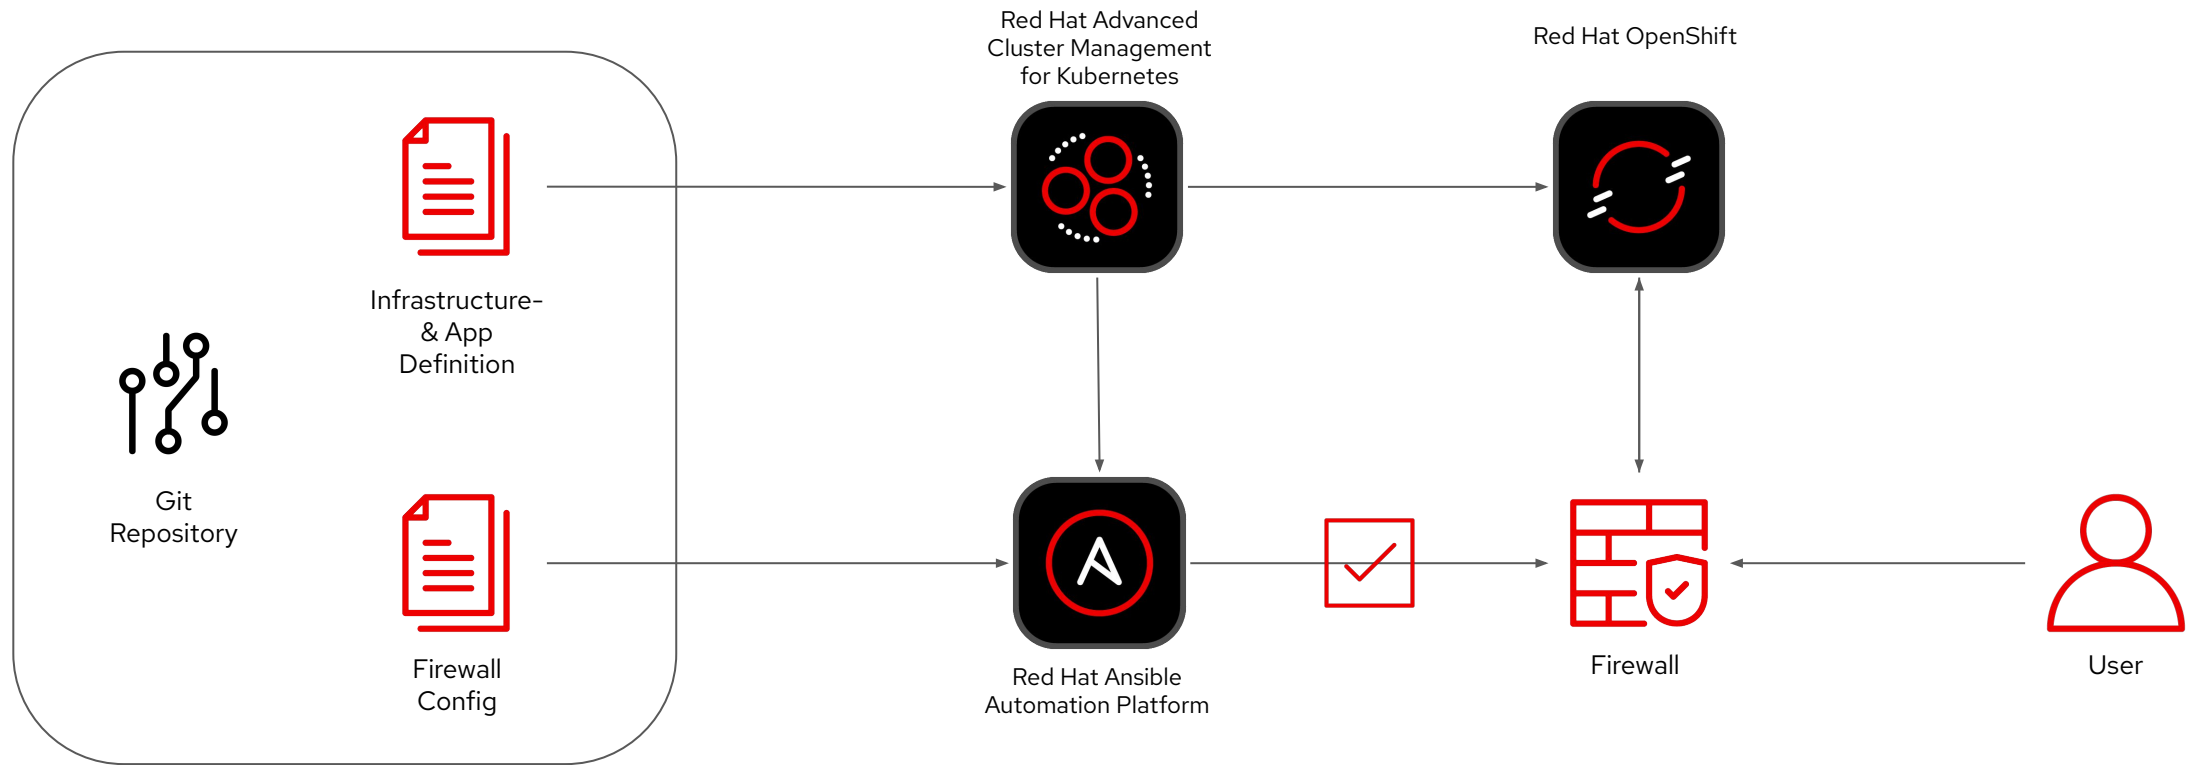 Red Hat Advanced
Cluster Management
for Kubernetes
Red Hat OpenShift
Infrastructure-
& App
Definition
Git
Repository
Firewall
Config
Red Hat Ansible
Automation Platform
Firewall
User